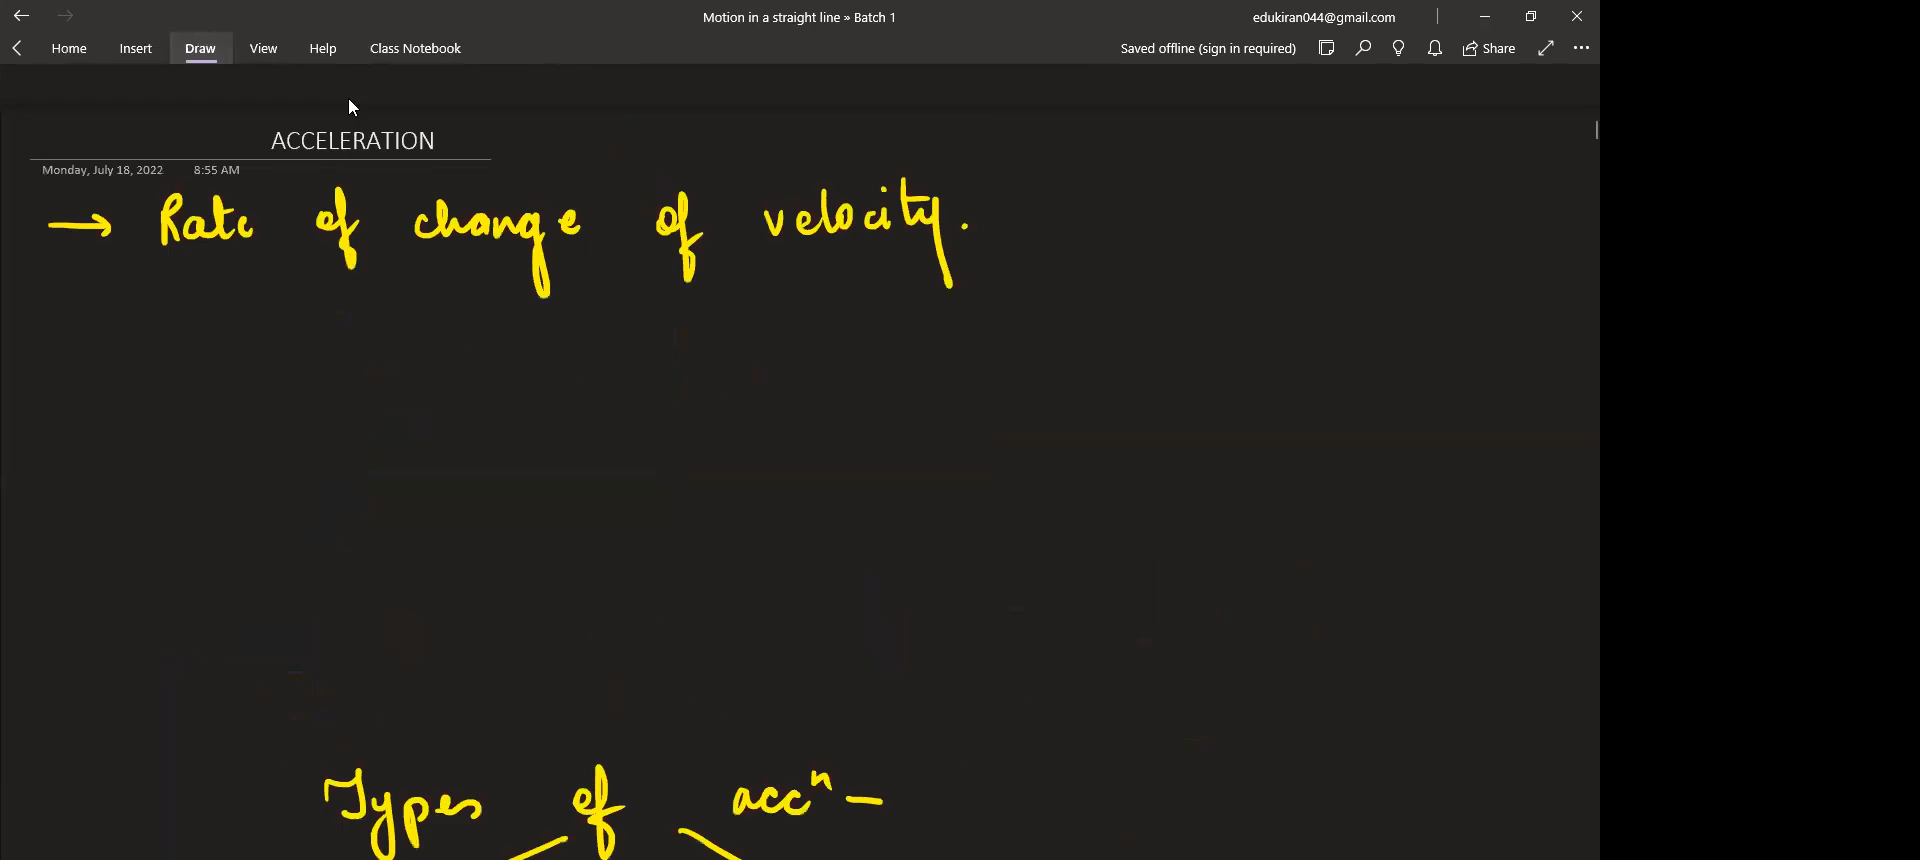 Motion in a straight line » Batch 1
edukiran044@gmail.com
Home Insert Draw View Help Class Notebook
Saved offline (sign in required) Share
ACCELERATION
Monday, July 18, 2022 8:55 AM
→ Rate of change of velocity.
Types of accⁿ —